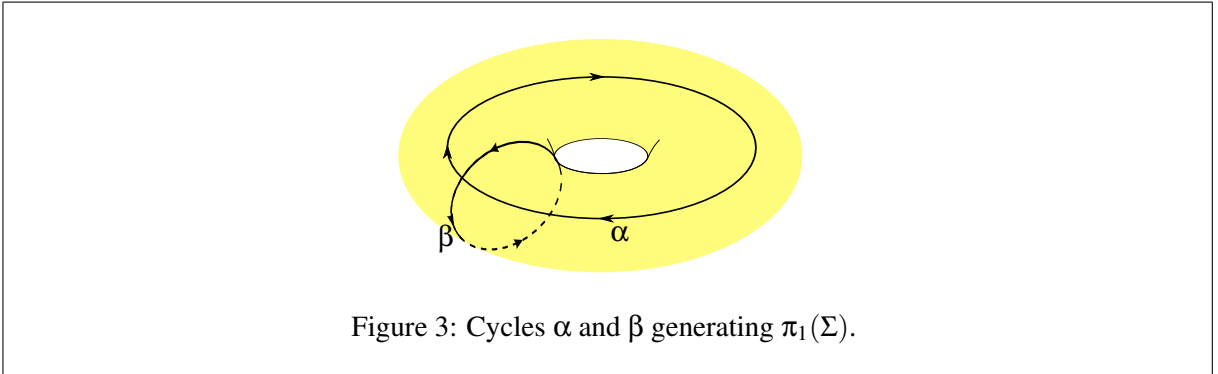 β
α
Figure 3: Cycles α and β generating π₁(Σ).